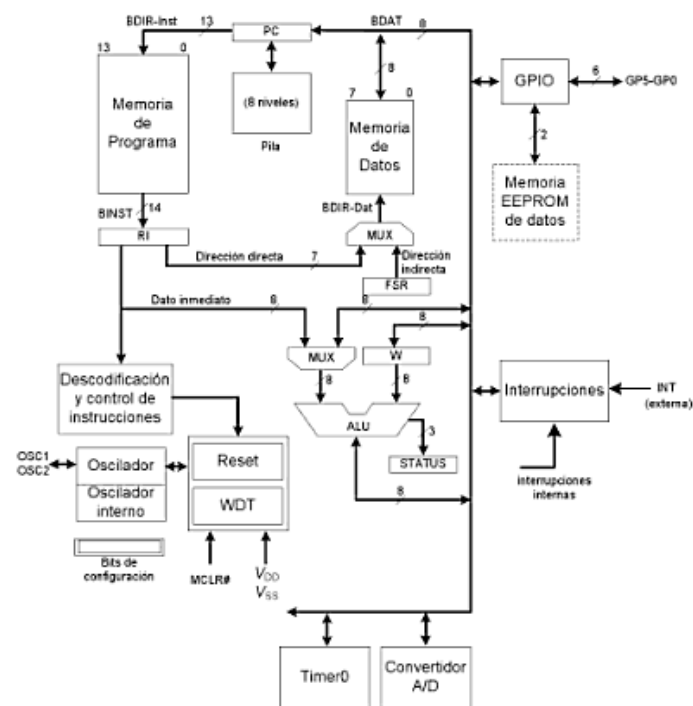 BDIR-Inst 13 PC BDAT 8
13 0
Memoria
de
Programa
(8 niveles)
Pila
8
7 0
Memoria
de
Datos
GPIO
6
GP5-GP0
2
Memoria
EEPROM
de datos
BINST 14
RI
BDIR-Dat
MUX
Dirección directa 7
Dirección
indirecta
FSR
Dato inmediato 8 8
8
MUX W
8 8
ALU
3
STATUS
8
Descodificación
y control de
instrucciones
Interrupciones
INT
(externa)
interrupciones
internas
OSC1
OSC2
Oscilador
Oscilador
interno
Reset
WDT
Bits de
configuración
MCLR#
VDD
VSS
Timer0
Convertidor
A/D